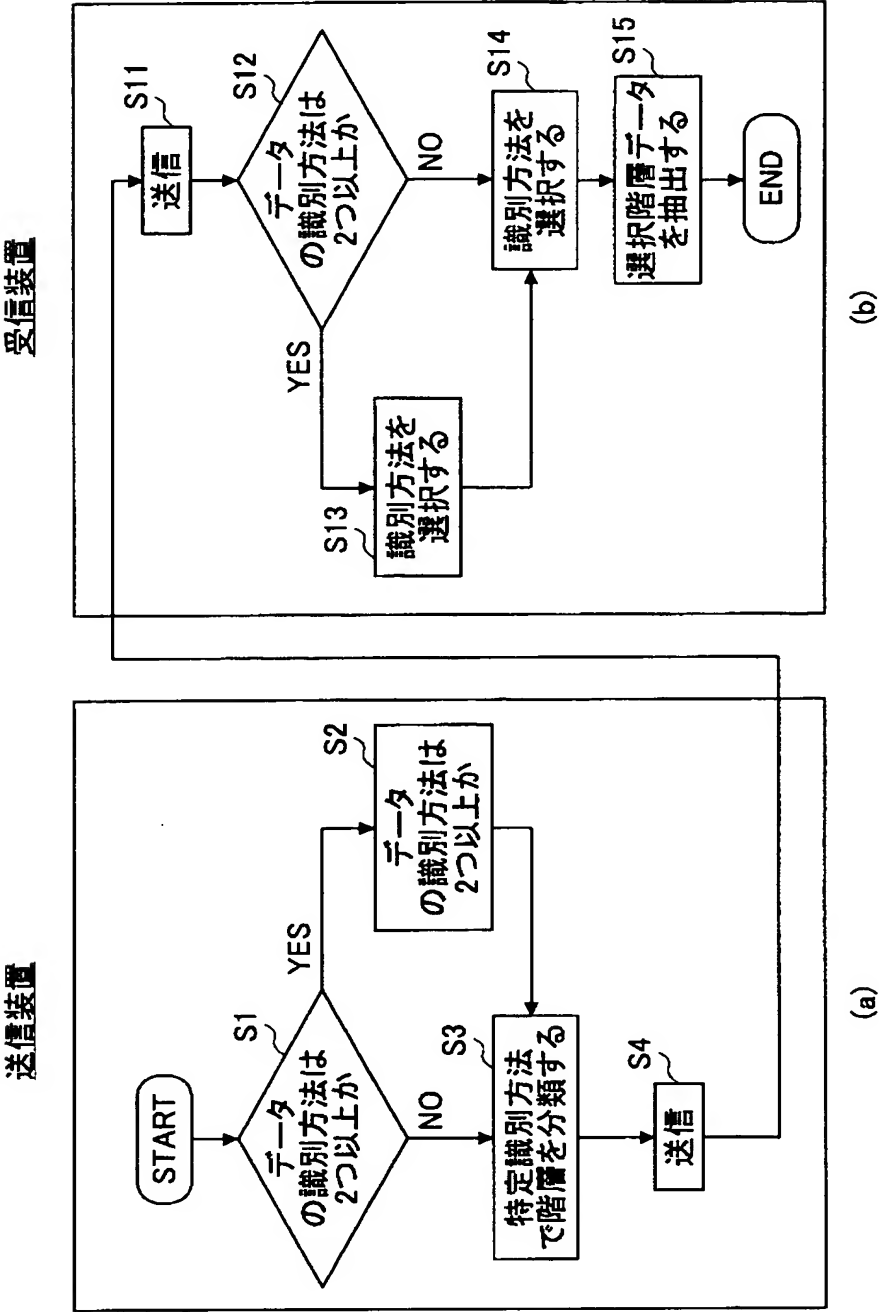 送信装置
START
S1
データ
の識別方法は
2つ以上か
YES
NO
S2
データ
の識別方法は
2つ以上か
S3
特定識別方法
で階層を分類する
S4
送信
(a)
受信装置
S11
送信
S12
データ
の識別方法は
2つ以上か
YES
NO
S13
識別方法を
選択する
S14
識別方法を
選択する
S15
選択階層データ
を抽出する
END
(b)